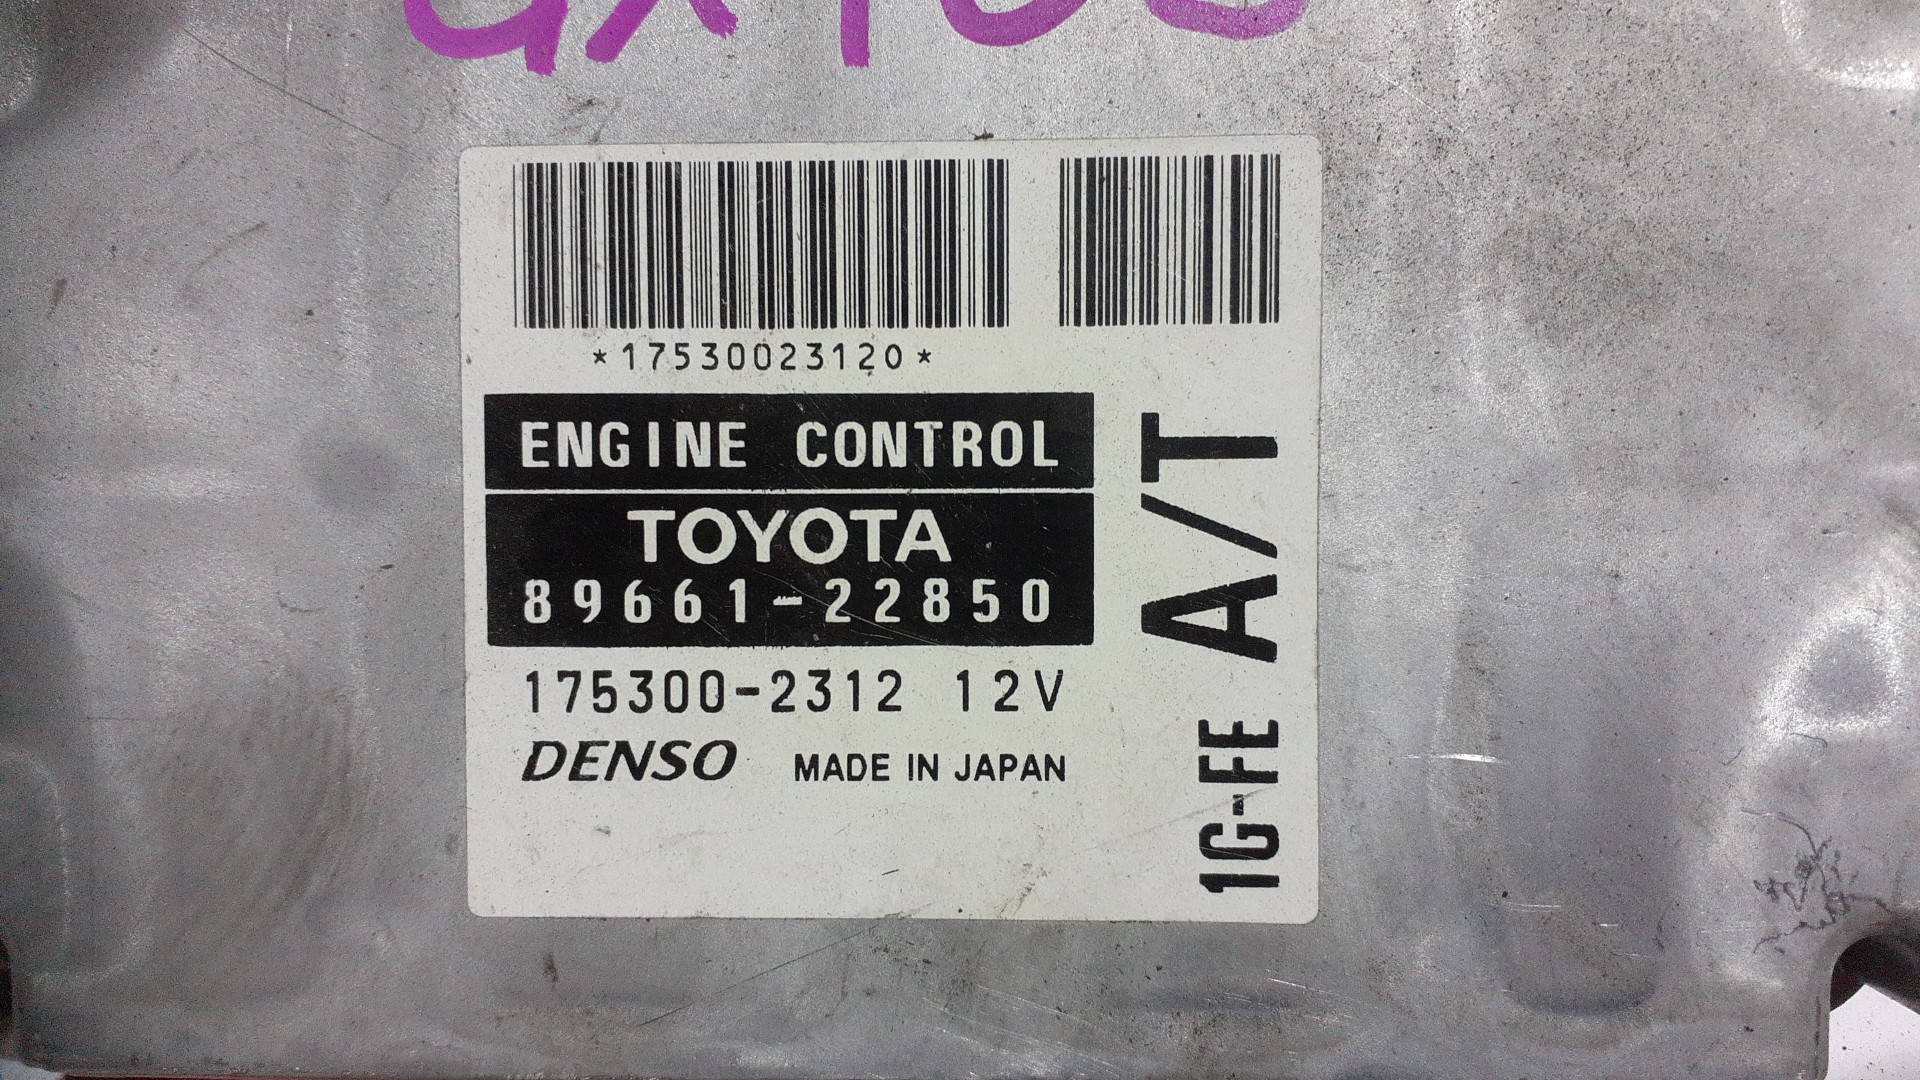 *17530023120*
ENGINE CONTROL
TOYOTA
89661-22850
175300-2312 12V
DENSO MADE IN JAPAN
1G-FE A/T